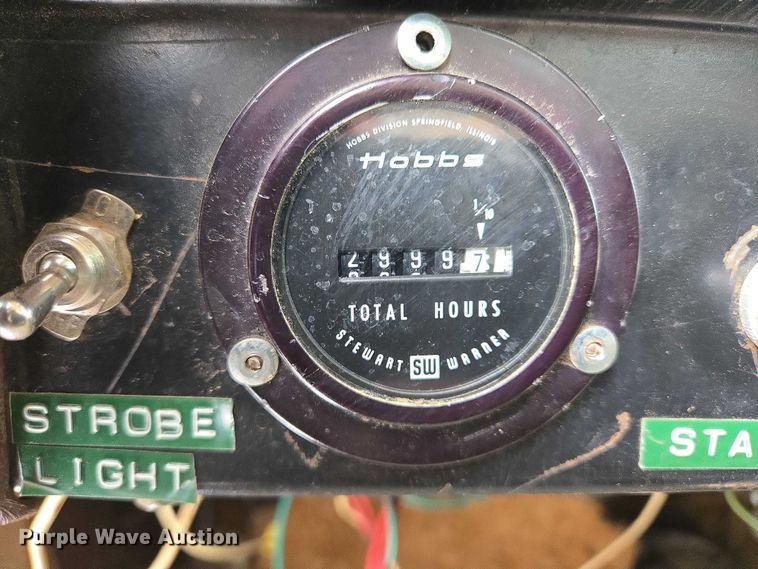 HOBBS DIVISION SPRINGFIELD, ILLINOIS
Hobbs
1/10
2 9 9 9 7
TOTAL HOURS
STEWART SW WARNER
STROBE
LIGHT
STA
Purple Wave Auction